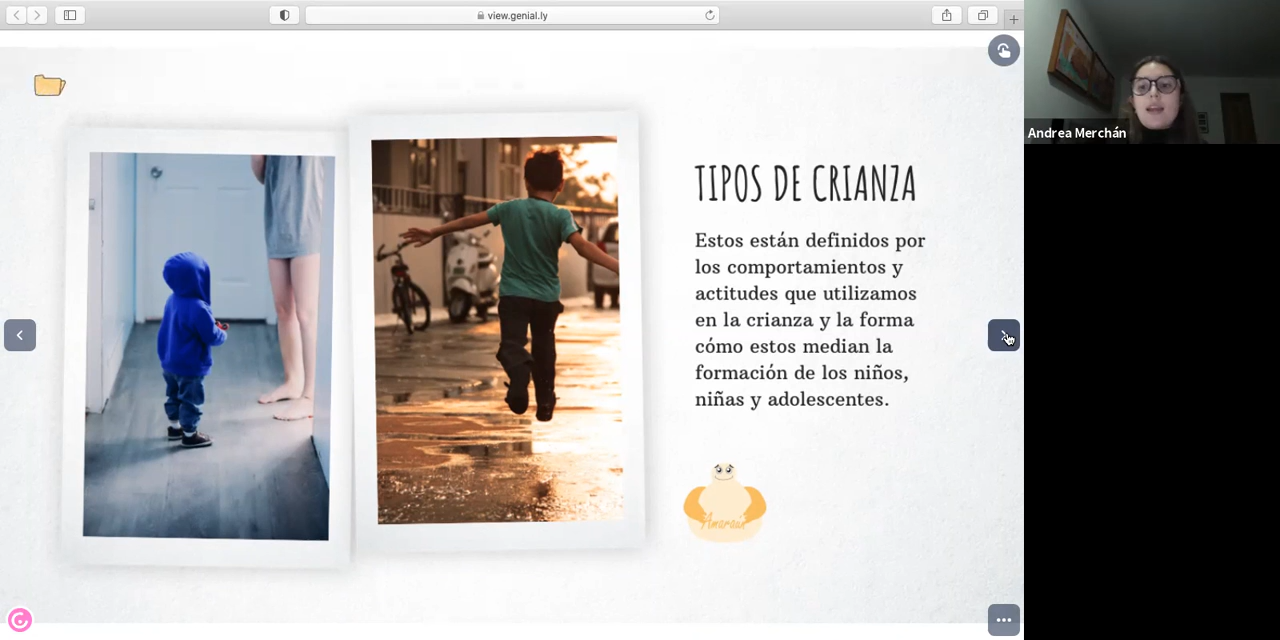 view.genial.ly
Andrea Merchán
TIPOS DE CRIANZA
Estos están definidos por
los comportamientos y
actitudes que utilizamos
en la crianza y la forma
cómo estos median la
formación de los niños,
niñas y adolescentes.